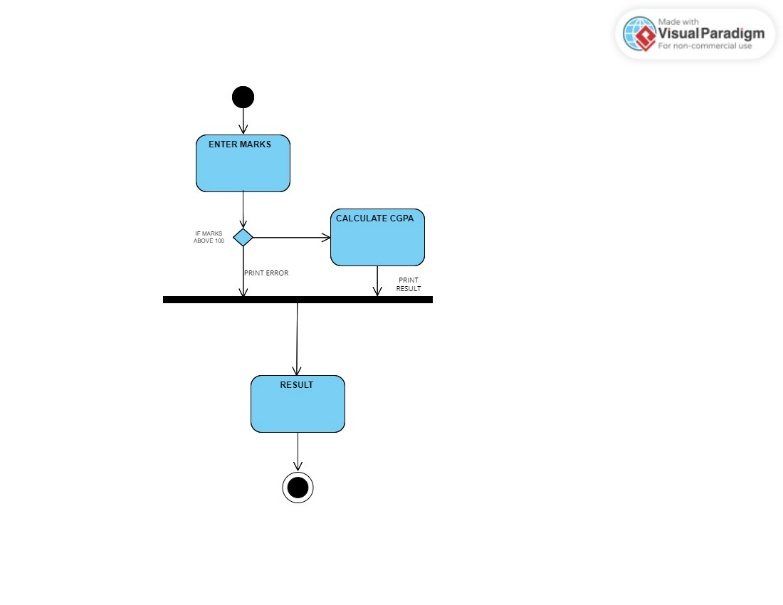 Made with
Visual Paradigm
For non-commercial use
ENTER MARKS
IF MARKS
ABOVE 100
CALCULATE CGPA
PRINT ERROR
PRINT
RESULT
RESULT